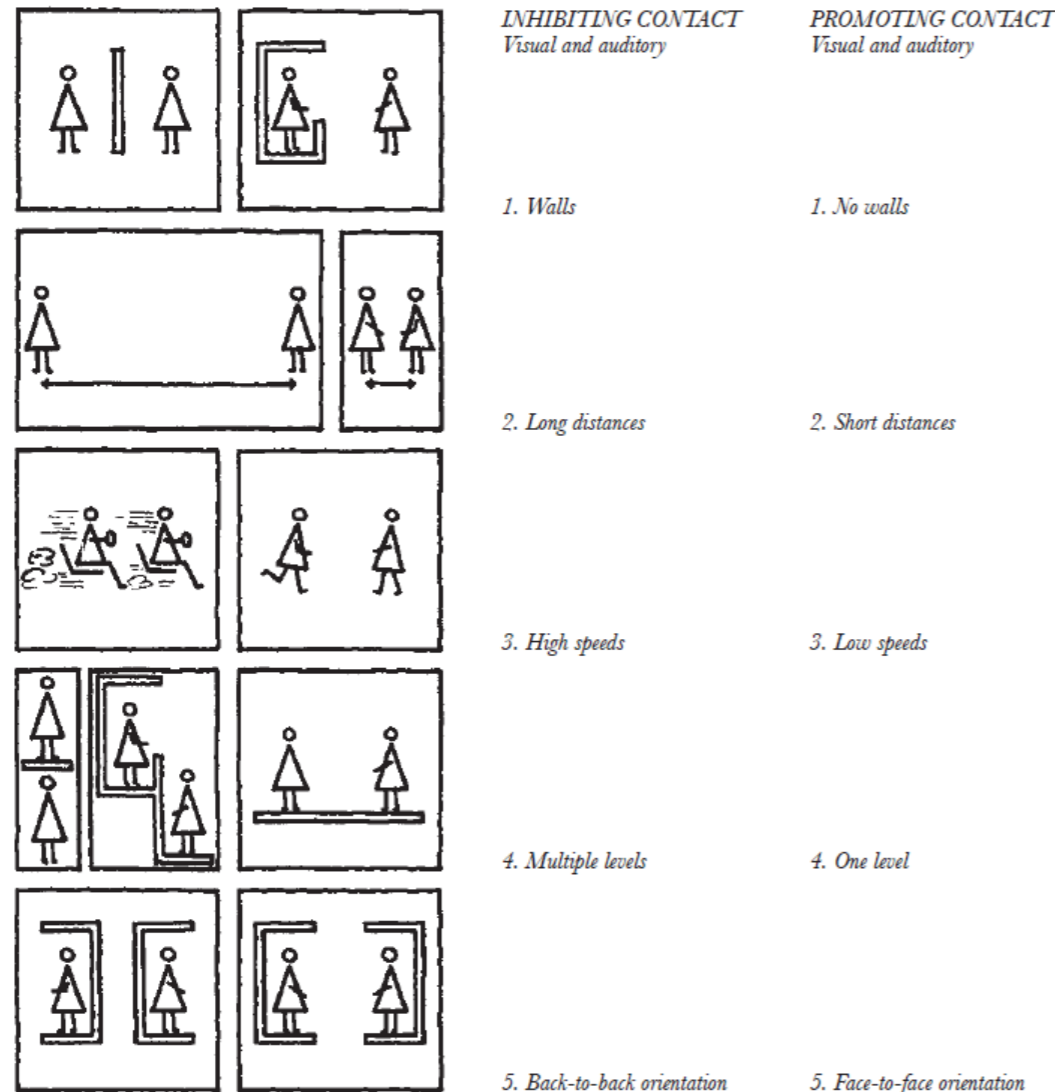 INHIBITING CONTACT
Visual and auditory
PROMOTING CONTACT
Visual and auditory
1. Walls
1. No walls
2. Long distances
2. Short distances
3. High speeds
3. Low speeds
4. Multiple levels
4. One level
5. Back-to-back orientation
5. Face-to-face orientation